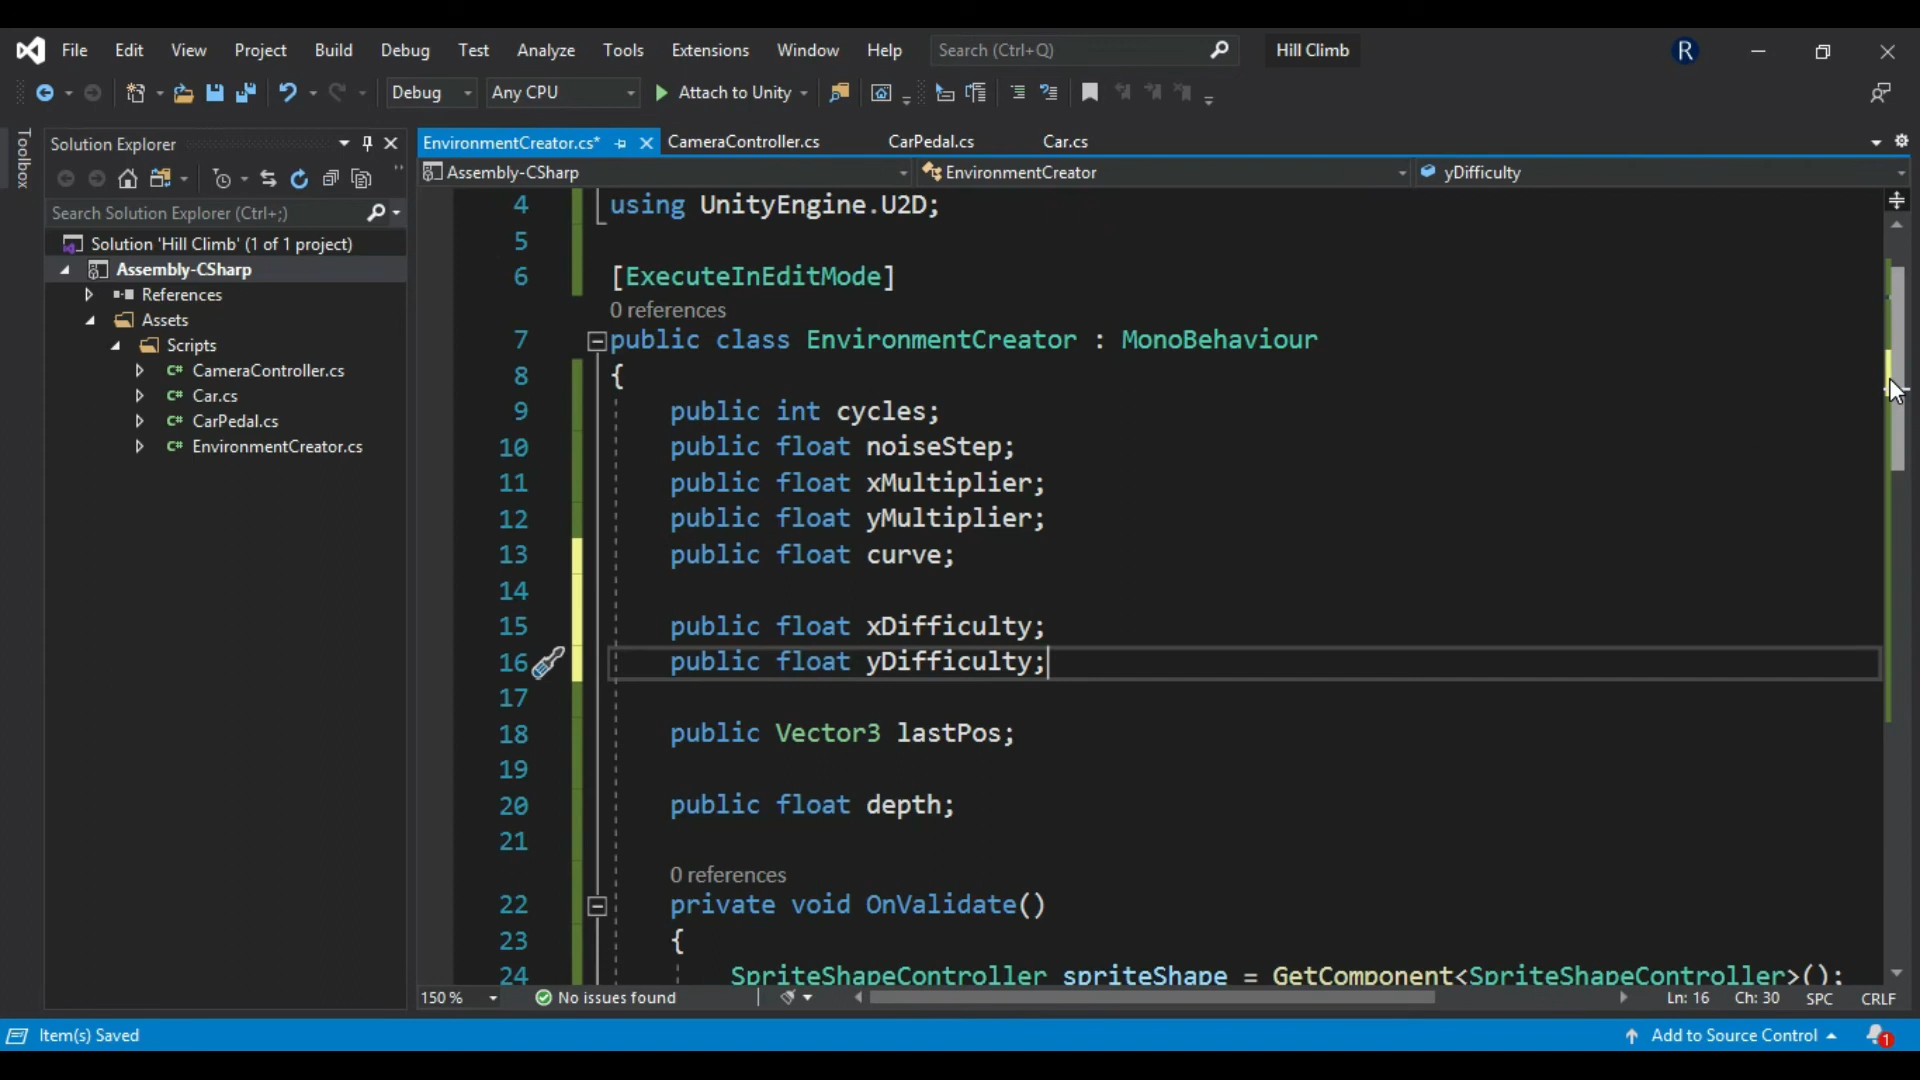 File Edit View Project Build Debug Test Analyze Tools Extensions Window Help Search (Ctrl+Q) Hill Climb R
Debug Any CPU Attach to Unity
Toolbox
Solution Explorer
Search Solution Explorer (Ctrl+;)
Solution 'Hill Climb' (1 of 1 project)
Assembly-CSharp
References
Assets
Scripts
C# CameraController.cs
C# Car.cs
C# CarPedal.cs
C# EnvironmentCreator.cs
EnvironmentCreator.cs* CameraController.cs CarPedal.cs Car.cs
Assembly-CSharp EnvironmentCreator yDifficulty
4 using UnityEngine.U2D;
5
6 [ExecuteInEditMode]
0 references
7 public class EnvironmentCreator : MonoBehaviour
8 {
9 public int cycles;
10 public float noiseStep;
11 public float xMultiplier;
12 public float yMultiplier;
13 public float curve;
14
15 public float xDifficulty;
16 public float yDifficulty;
17
18 public Vector3 lastPos;
19
20 public float depth;
21
0 references
22 private void OnValidate()
23 {
24 SpriteShapeController spriteShape = GetComponent<SpriteShapeController>();
150 % No issues found Ln: 16 Ch: 30 SPC CRLF
Item(s) Saved Add to Source Control 1